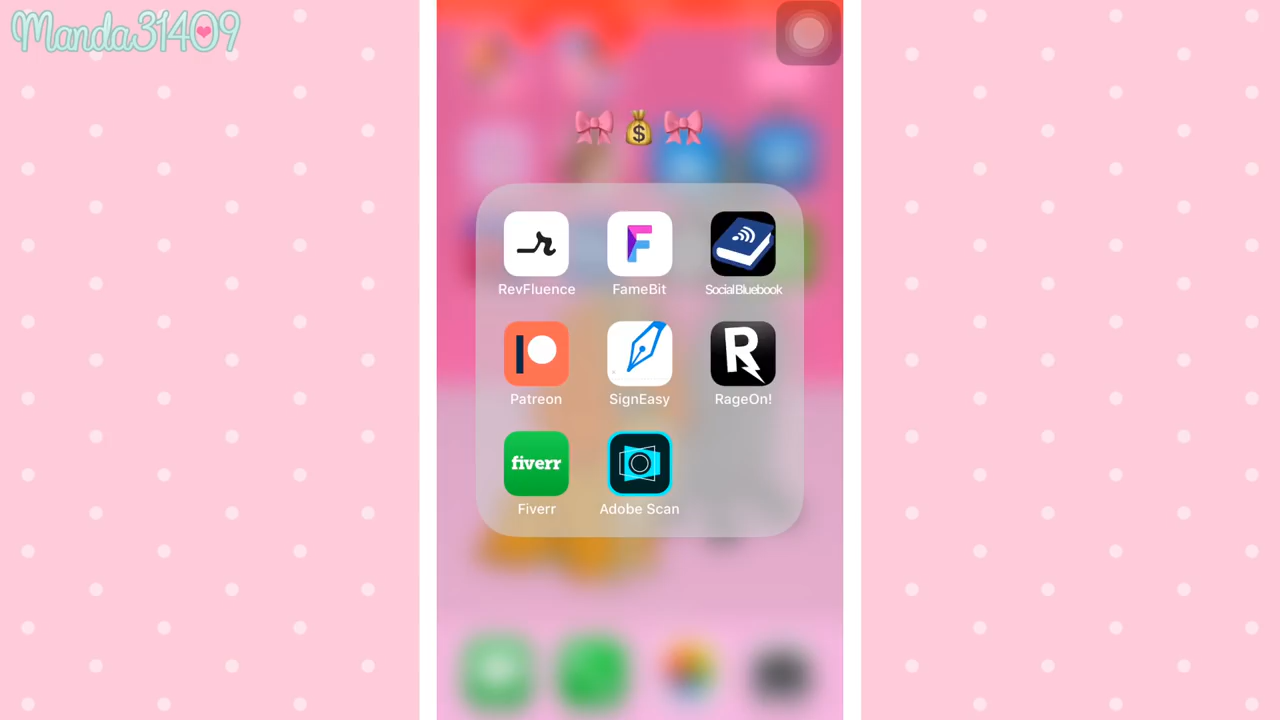 Manda31409
🎀 💰 🎀
RevFluence FameBit SocialBluebook
Patreon SignEasy RageOn!
fiverr
Fiverr Adobe Scan